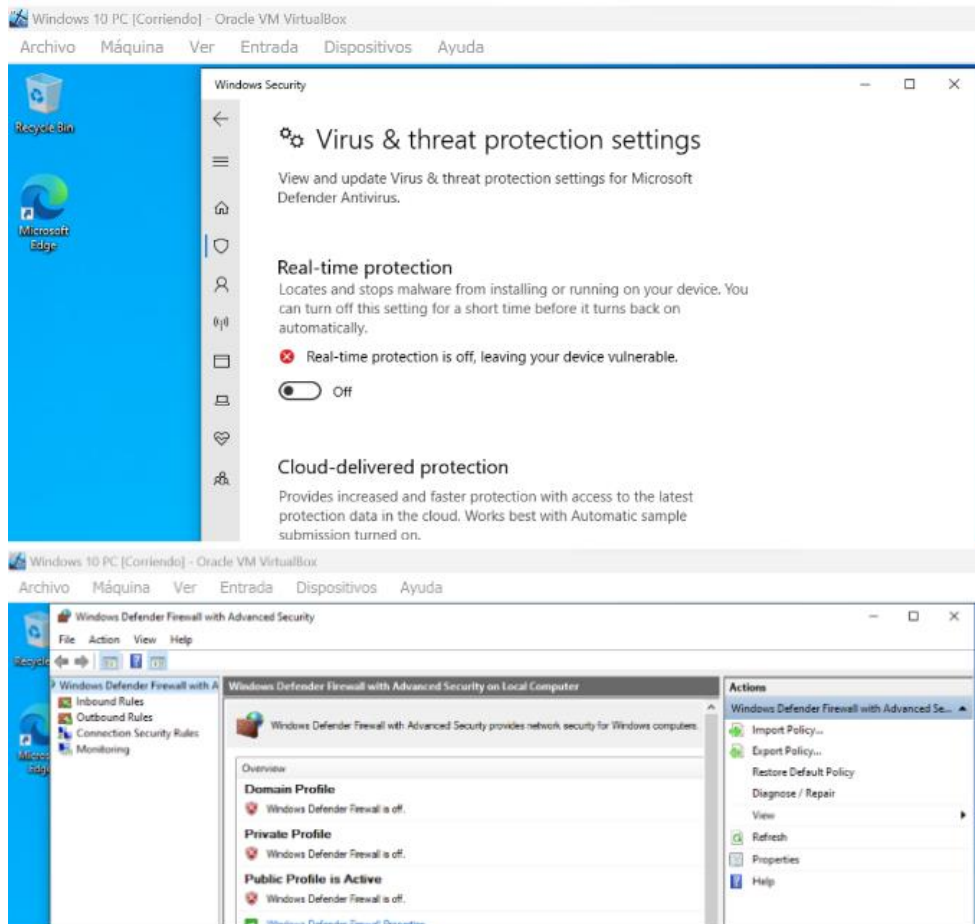 Windows 10 PC [Corriendo] - Oracle VM VirtualBox
Archivo Máquina Ver Entrada Dispositivos Ayuda
Recycle Bin
Microsoft
Edge
Windows Security
Virus & threat protection settings
View and update Virus & threat protection settings for Microsoft
Defender Antivirus.
Real-time protection
Locates and stops malware from installing or running on your device. You
can turn off this setting for a short time before it turns back on
automatically.
Real-time protection is off, leaving your device vulnerable.
Off
Cloud-delivered protection
Provides increased and faster protection with access to the latest
protection data in the cloud. Works best with Automatic sample
submission turned on.
Windows 10 PC [Corriendo] - Oracle VM VirtualBox
Archivo Máquina Ver Entrada Dispositivos Ayuda
Windows Defender Firewall with Advanced Security
File Action View Help
Recycle
Windows Defender Firewall with A
Inbound Rules
Outbound Rules
Connection Security Rules
Monitoring
Windows Defender Firewall with Advanced Security on Local Computer
Windows Defender Firewall with Advanced Security provides network security for Windows computers.
Overview
Domain Profile
Windows Defender Firewall is off.
Private Profile
Windows Defender Firewall is off.
Public Profile is Active
Windows Defender Firewall is off.
Windows Defender Firewall Properties
Actions
Windows Defender Firewall with Advanced Se...
Import Policy...
Export Policy...
Restore Default Policy
Diagnose / Repair
View
Refresh
Properties
Help